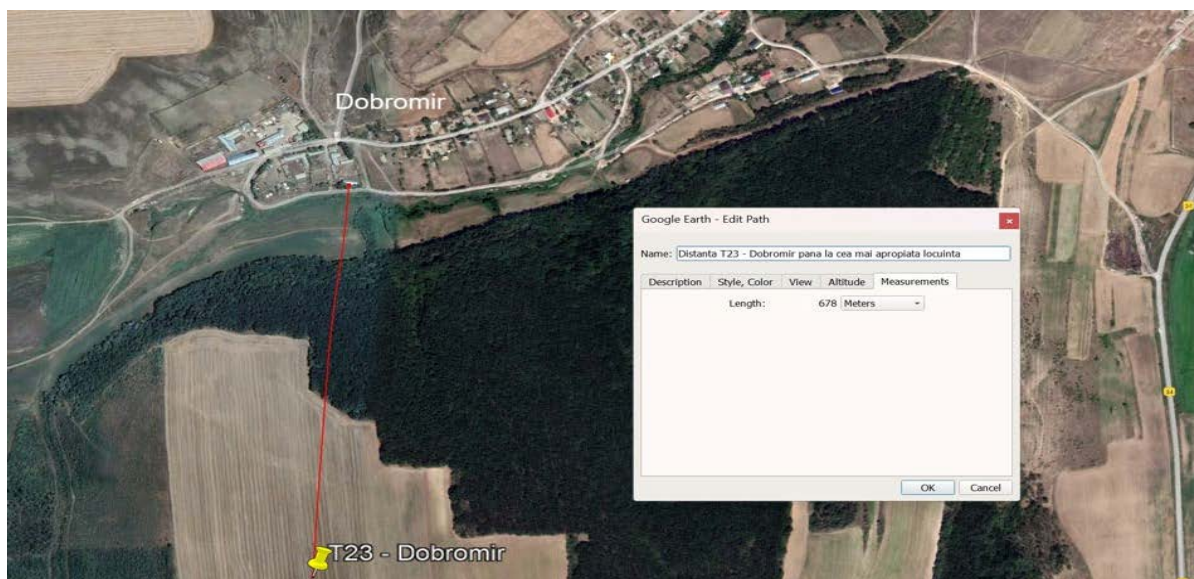 Dobromir
Google Earth - Edit Path
Name: Distanta T23 - Dobromir pana la cea mai apropiata locuinta
Description Style, Color View Altitude Measurements
Length: 678 Meters
OK Cancel
T23 - Dobromir